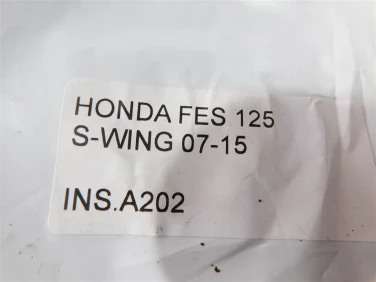 HONDA FES 125
S-WING 07-15
INS.A202